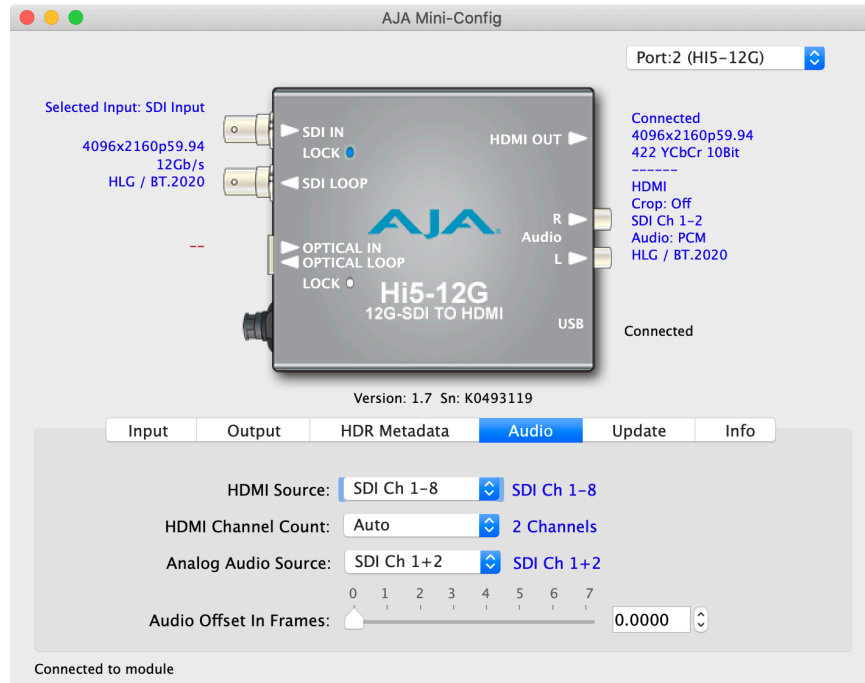 AJA Mini-Config
Port:2 (HI5-12G)
Selected Input: SDI Input
4096x2160p59.94
12Gb/s
HLG / BT.2020
--
SDI IN
LOCK
SDI LOOP
OPTICAL IN
OPTICAL LOOP
LOCK
HDMI OUT
AJA
R
Audio
L
Hi5-12G
12G-SDI TO HDMI
USB
Connected
4096x2160p59.94
422 YCbCr 10Bit
------
HDMI
Crop: Off
SDI Ch 1-2
Audio: PCM
HLG / BT.2020
Connected
Version: 1.7 Sn: K0493119
Input Output HDR Metadata Audio Update Info
HDMI Source: SDI Ch 1-8 SDI Ch 1-8
HDMI Channel Count: Auto 2 Channels
Analog Audio Source: SDI Ch 1+2 SDI Ch 1+2
0 1 2 3 4 5 6 7
Audio Offset In Frames: 0.0000
Connected to module